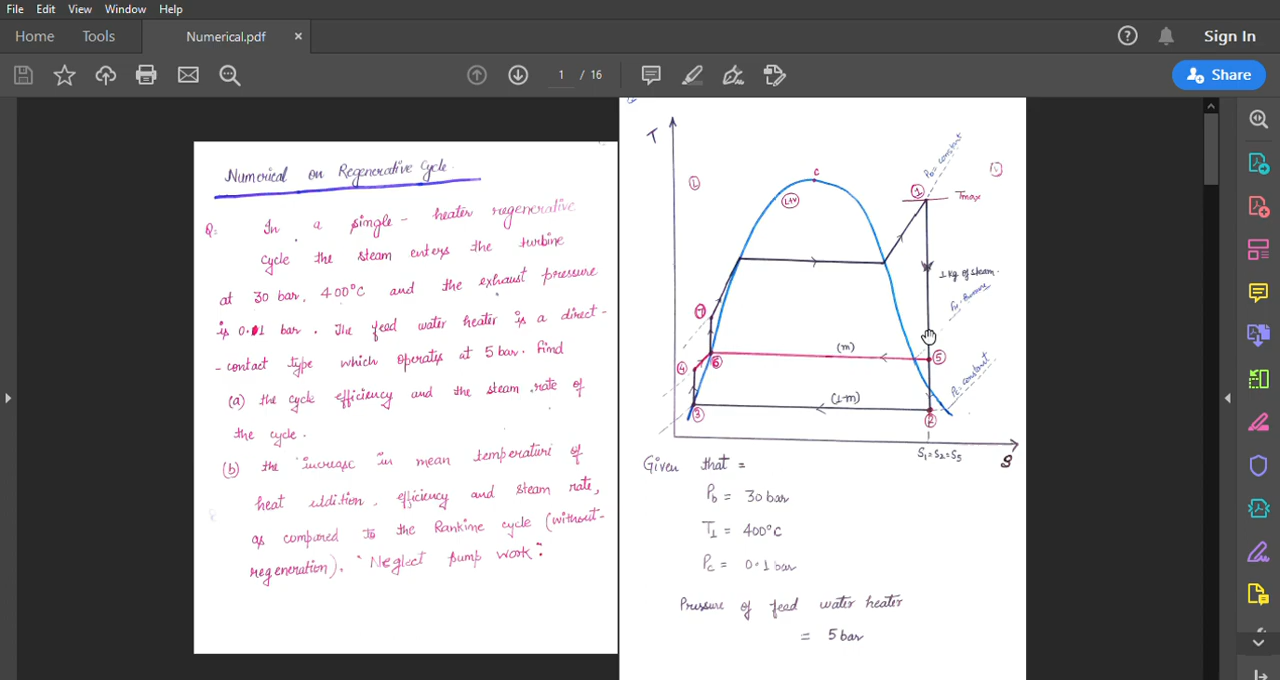 File Edit View Window Help
Home Tools Numerical.pdf × Sign In
1 / 16 Share
Numerical on Regenerative Cycle.
Q: In a single - heater regenerative
cycle the steam enters the turbine
at 30 bar, 400°C and the exhaust pressure
is 0.01 bar. The feed water heater is a direct-
-contact type which operates at 5 bar. Find
(a) the cycle efficiency and the steam rate of
the cycle.
(b) the increase in mean temperature of
heat addition, efficiency and steam rate,
as compared to the Rankine cycle (without-
regeneration). Neglect pump work:
T
Pb = constant
C
L
L+V
1
Tmax
1 kg of steam.
7
(m)
5
4
6
Pc = constant
(1-m)
3
2
S1=S2=S5
S
Given that =
Pb = 30 bar
T1 = 400°C
Pc = 0.1 bar
Pressure of feed water heater
= 5 bar